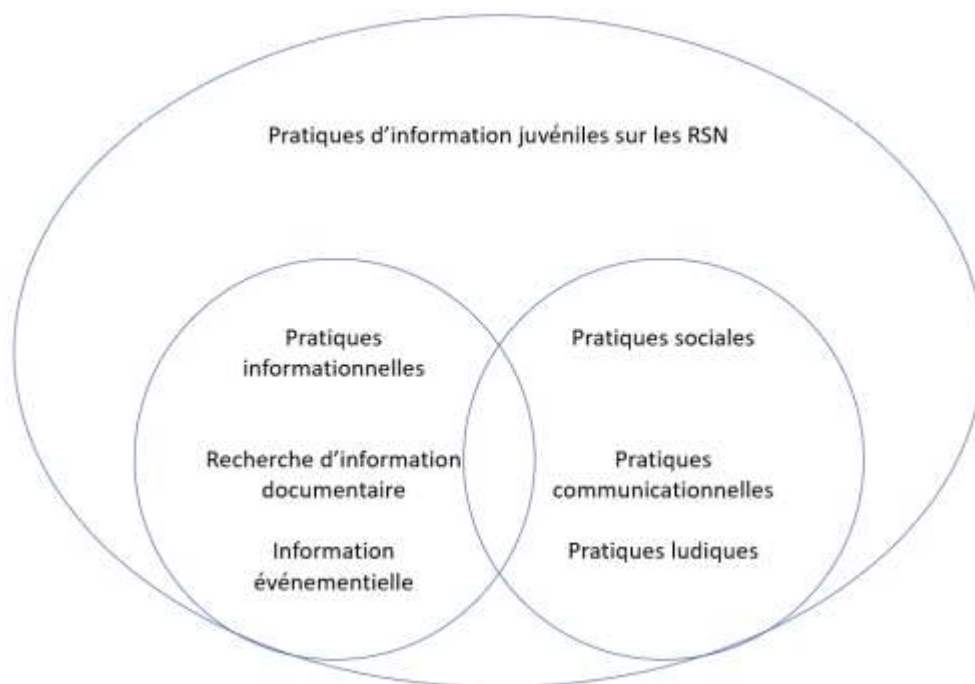 Pratiques d’information juvéniles sur les RSN
Pratiques
informationnelles
Recherche d’information
documentaire
Information
événementielle
Pratiques sociales
Pratiques
communicationnelles
Pratiques ludiques